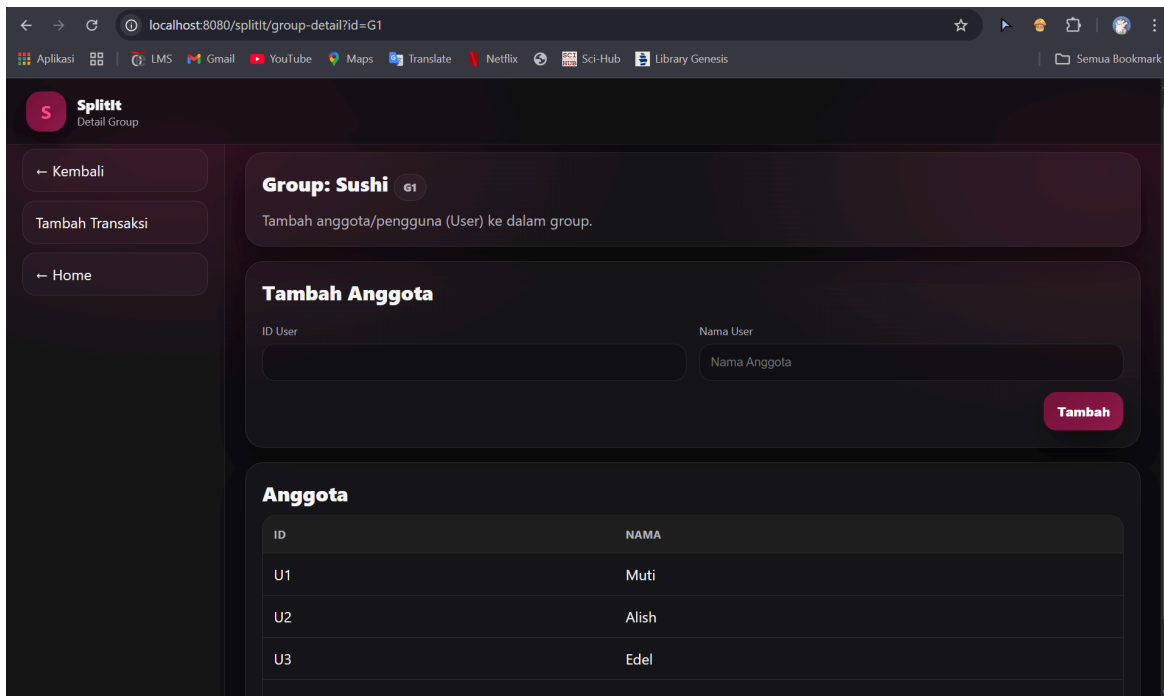 localhost:8080/splitIt/group-detail?id=G1
Aplikasi LMS Gmail YouTube Maps Translate Netflix Sci-Hub Library Genesis Semua Bookmark
S
SplitIt
Detail Group
← Kembali
Tambah Transaksi
← Home
Group: Sushi G1
Tambah anggota/pengguna (User) ke dalam group.
Tambah Anggota
ID User Nama User
Nama Anggota
Tambah
Anggota
ID NAMA
U1 Muti
U2 Alish
U3 Edel